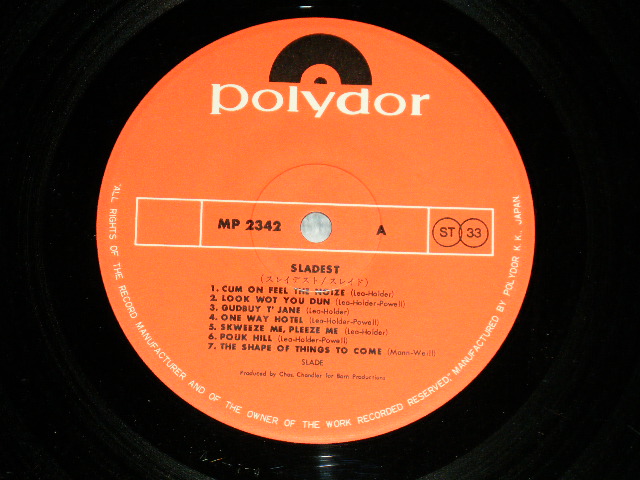 polydor
MP 2342
A
ST 33
SLADEST
(スレイデスト/スレイド)
1. CUM ON FEEL THE NOIZE (Lea-Holder)
2. LOOK WOT YOU DUN (Lea-Holder-Powell)
3. GUDBUY T' JANE (Lea-Holder)
4. ONE WAY HOTEL (Lea-Holder-Powell)
5. SKWEEZE ME, PLEEZE ME (Lea-Holder)
6. POUK HILL (Lea-Holder-Powell)
7. THE SHAPE OF THINGS TO COME (Mann-Weill)
SLADE
Produced by Chas. Chandler for Barn Productions
"ALL RIGHTS OF THE RECORD MANUFACTURER AND OF THE OWNER OF THE WORK RECORDED RESERVED: MANUFACTURED BY POLYDOR K.K. JAPAN